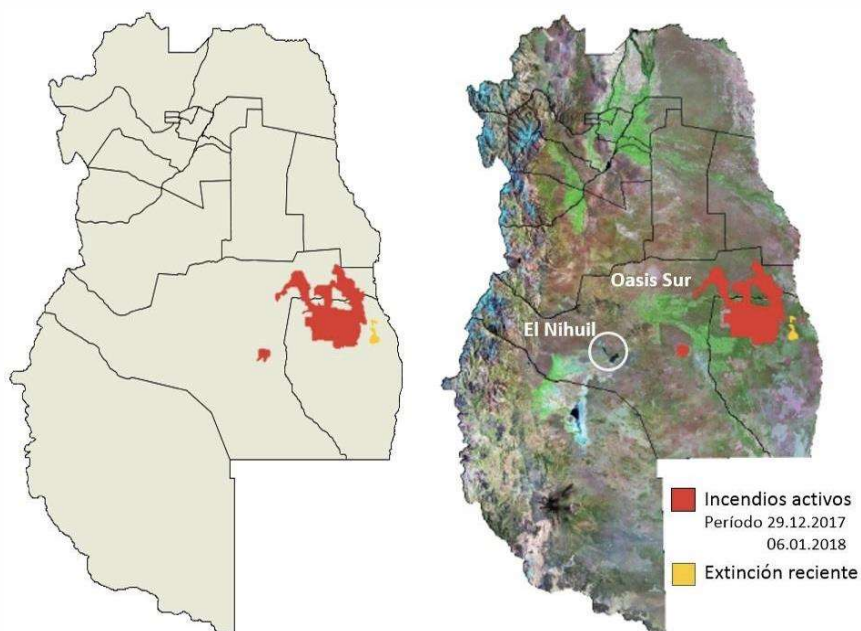 Oasis Sur
El Nihuil
Incendios activos
Período 29.12.2017
06.01.2018
Extinción reciente